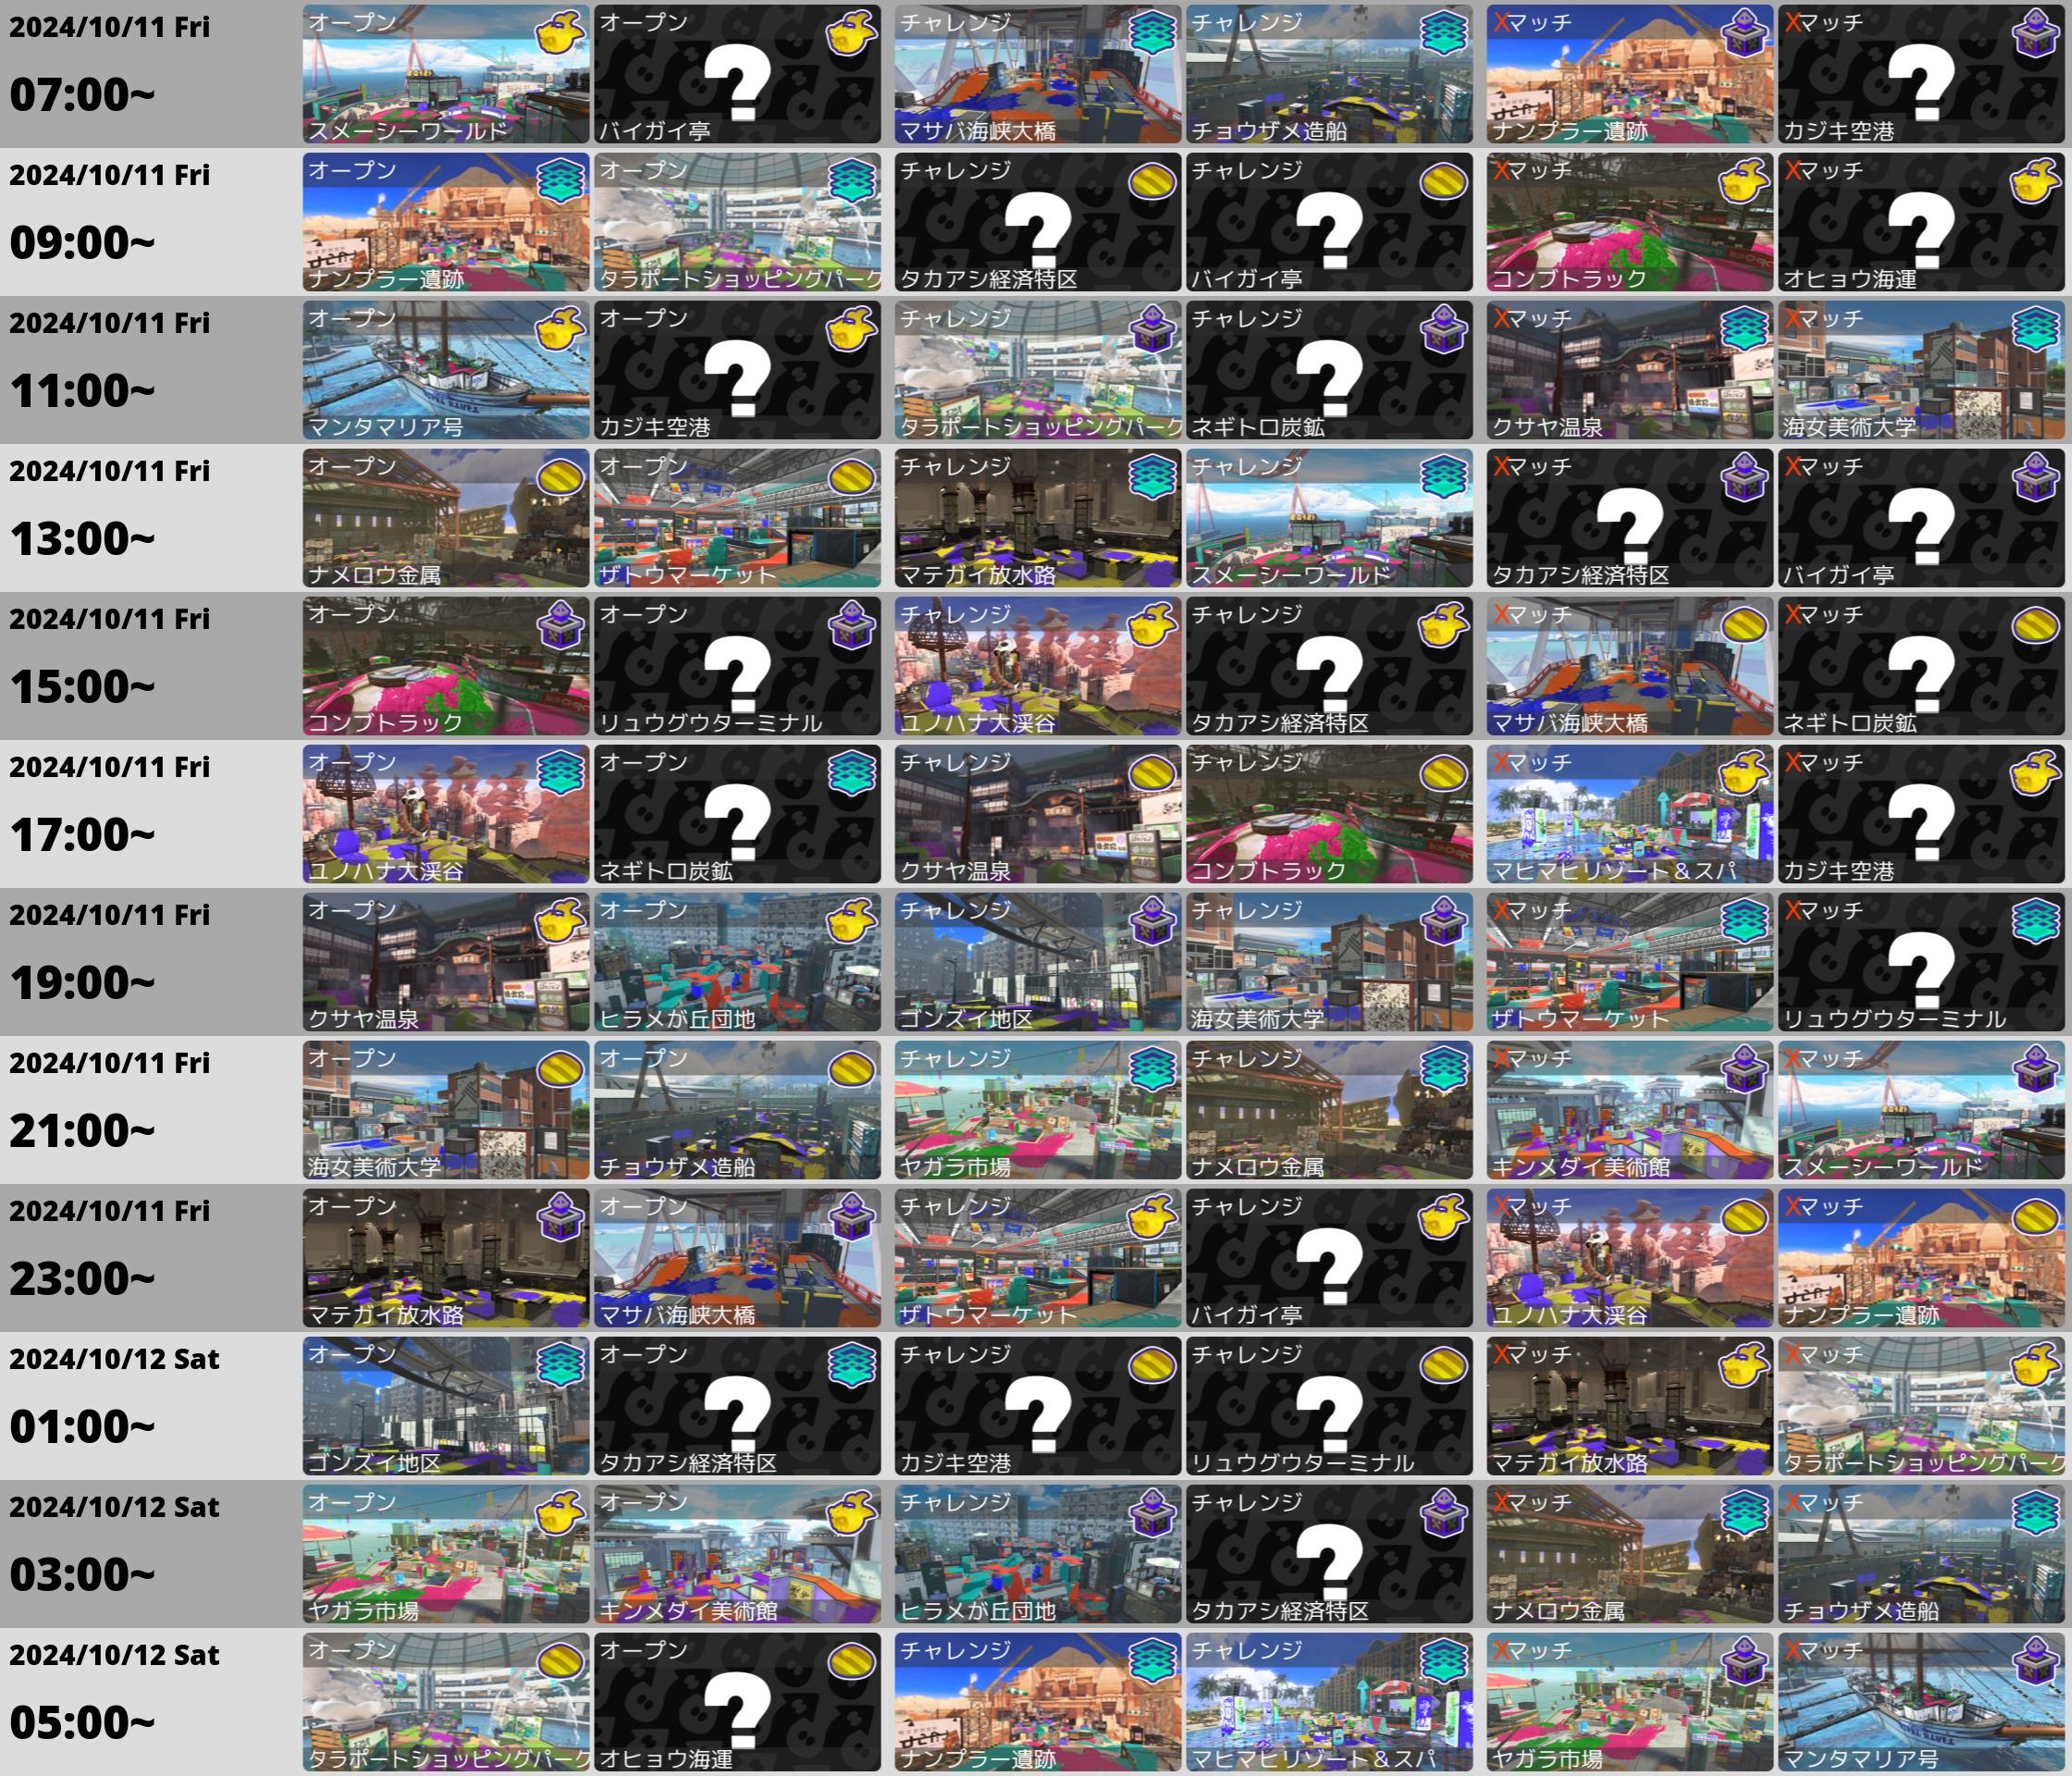 2024/10/11 Fri
07:00~
オープン
スメーシーワールド
オープン
バイガイ亭
チャレンジ
マサバ海峡大橋
チャレンジ
チョウザメ造船
Xマッチ
ナンプラー遺跡
Xマッチ
カジキ空港
2024/10/11 Fri
09:00~
オープン
ナンプラー遺跡
オープン
タラポートショッピングパーク
チャレンジ
タカアシ経済特区
チャレンジ
バイガイ亭
Xマッチ
コンブトラック
Xマッチ
オヒョウ海運
2024/10/11 Fri
11:00~
オープン
マンタマリア号
オープン
カジキ空港
チャレンジ
タラポートショッピングパーク
チャレンジ
ネギトロ炭鉱
Xマッチ
クサヤ温泉
Xマッチ
海女美術大学
2024/10/11 Fri
13:00~
オープン
ナメロウ金属
オープン
ザトウマーケット
チャレンジ
マテガイ放水路
チャレンジ
スメーシーワールド
Xマッチ
タカアシ経済特区
Xマッチ
バイガイ亭
2024/10/11 Fri
15:00~
オープン
コンブトラック
オープン
リュウグウターミナル
チャレンジ
ユノハナ大渓谷
チャレンジ
タカアシ経済特区
Xマッチ
マサバ海峡大橋
Xマッチ
ネギトロ炭鉱
2024/10/11 Fri
17:00~
オープン
ユノハナ大渓谷
オープン
ネギトロ炭鉱
チャレンジ
クサヤ温泉
チャレンジ
コンブトラック
Xマッチ
マヒマヒリゾート＆スパ
Xマッチ
カジキ空港
2024/10/11 Fri
19:00~
オープン
クサヤ温泉
オープン
ヒラメが丘団地
チャレンジ
ゴンズイ地区
チャレンジ
海女美術大学
Xマッチ
ザトウマーケット
Xマッチ
リュウグウターミナル
2024/10/11 Fri
21:00~
オープン
海女美術大学
オープン
チョウザメ造船
チャレンジ
ヤガラ市場
チャレンジ
ナメロウ金属
Xマッチ
キンメダイ美術館
Xマッチ
スメーシーワールド
2024/10/11 Fri
23:00~
オープン
マテガイ放水路
オープン
マサバ海峡大橋
チャレンジ
ザトウマーケット
チャレンジ
バイガイ亭
Xマッチ
ユノハナ大渓谷
Xマッチ
ナンプラー遺跡
2024/10/12 Sat
01:00~
オープン
ゴンズイ地区
オープン
タカアシ経済特区
チャレンジ
カジキ空港
チャレンジ
リュウグウターミナル
Xマッチ
マテガイ放水路
Xマッチ
タラポートショッピングパーク
2024/10/12 Sat
03:00~
オープン
ヤガラ市場
オープン
キンメダイ美術館
チャレンジ
ヒラメが丘団地
チャレンジ
タカアシ経済特区
Xマッチ
ナメロウ金属
Xマッチ
チョウザメ造船
2024/10/12 Sat
05:00~
オープン
タラポートショッピングパーク
オープン
オヒョウ海運
チャレンジ
ナンプラー遺跡
チャレンジ
マヒマヒリゾート＆スパ
Xマッチ
ヤガラ市場
Xマッチ
マンタマリア号